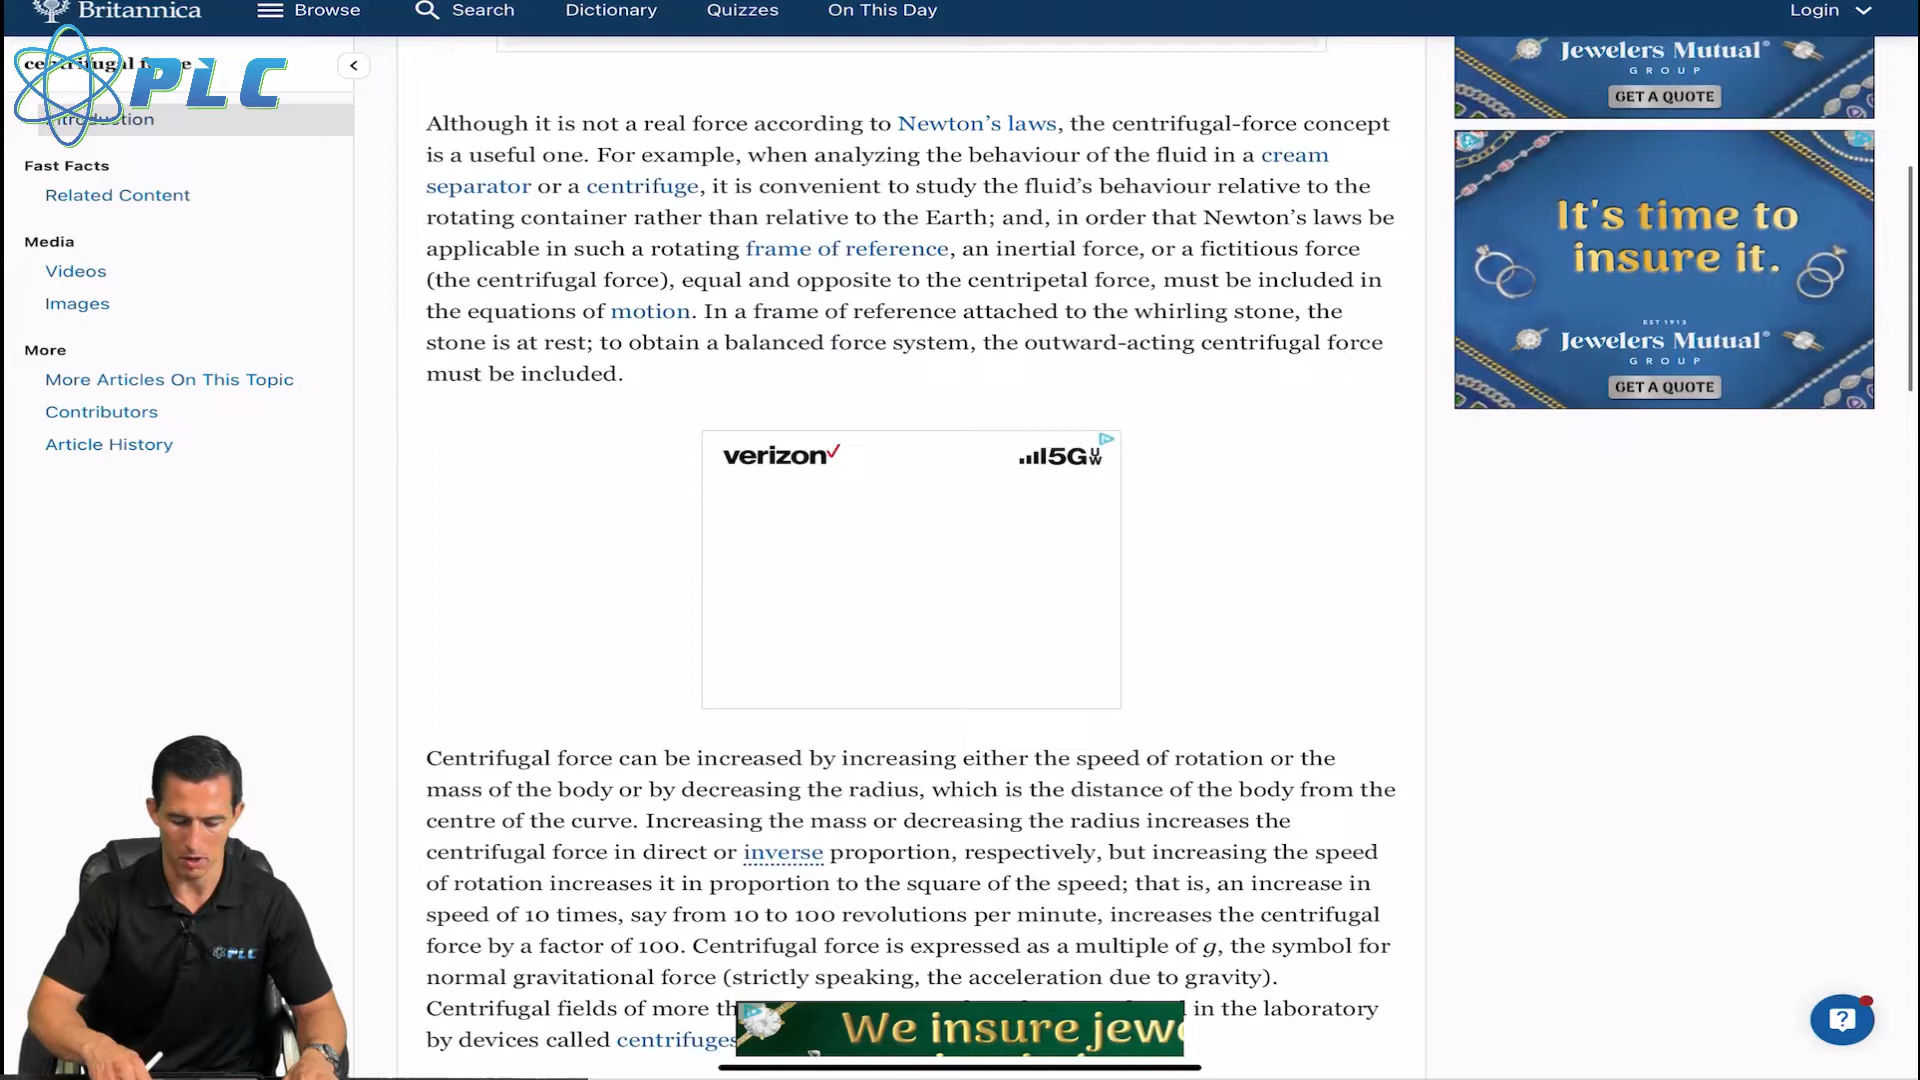 Britannica
Browse
Search
Dictionary
Quizzes
On This Day
Login
PLC
Introduction
Fast Facts
Related Content
Media
Videos
Images
More
More Articles On This Topic
Contributors
Article History
Although it is not a real force according to Newton's laws, the centrifugal-force concept
is a useful one. For example, when analyzing the behaviour of the fluid in a cream
separator or a centrifuge, it is convenient to study the fluid's behaviour relative to the
rotating container rather than relative to the Earth; and, in order that Newton's laws be
applicable in such a rotating frame of reference, an inertial force, or a fictitious force
(the centrifugal force), equal and opposite to the centripetal force, must be included in
the equations of motion. In a frame of reference attached to the whirling stone, the
stone is at rest; to obtain a balanced force system, the outward-acting centrifugal force
must be included.
verizon
5G UW
Centrifugal force can be increased by increasing either the speed of rotation or the
mass of the body or by decreasing the radius, which is the distance of the body from the
centre of the curve. Increasing the mass or decreasing the radius increases the
centrifugal force in direct or inverse proportion, respectively, but increasing the speed
of rotation increases it in proportion to the square of the speed; that is, an increase in
speed of 10 times, say from 10 to 100 revolutions per minute, increases the centrifugal
force by a factor of 100. Centrifugal force is expressed as a multiple of g, the symbol for
normal gravitational force (strictly speaking, the acceleration due to gravity).
Centrifugal fields of more in the laboratory
by devices called centrifuges
We insure
Jewelers Mutual
GROUP
GET A QUOTE
It's time to
insure it.
EST 1913
Jewelers Mutual
GROUP
GET A QUOTE
PLC